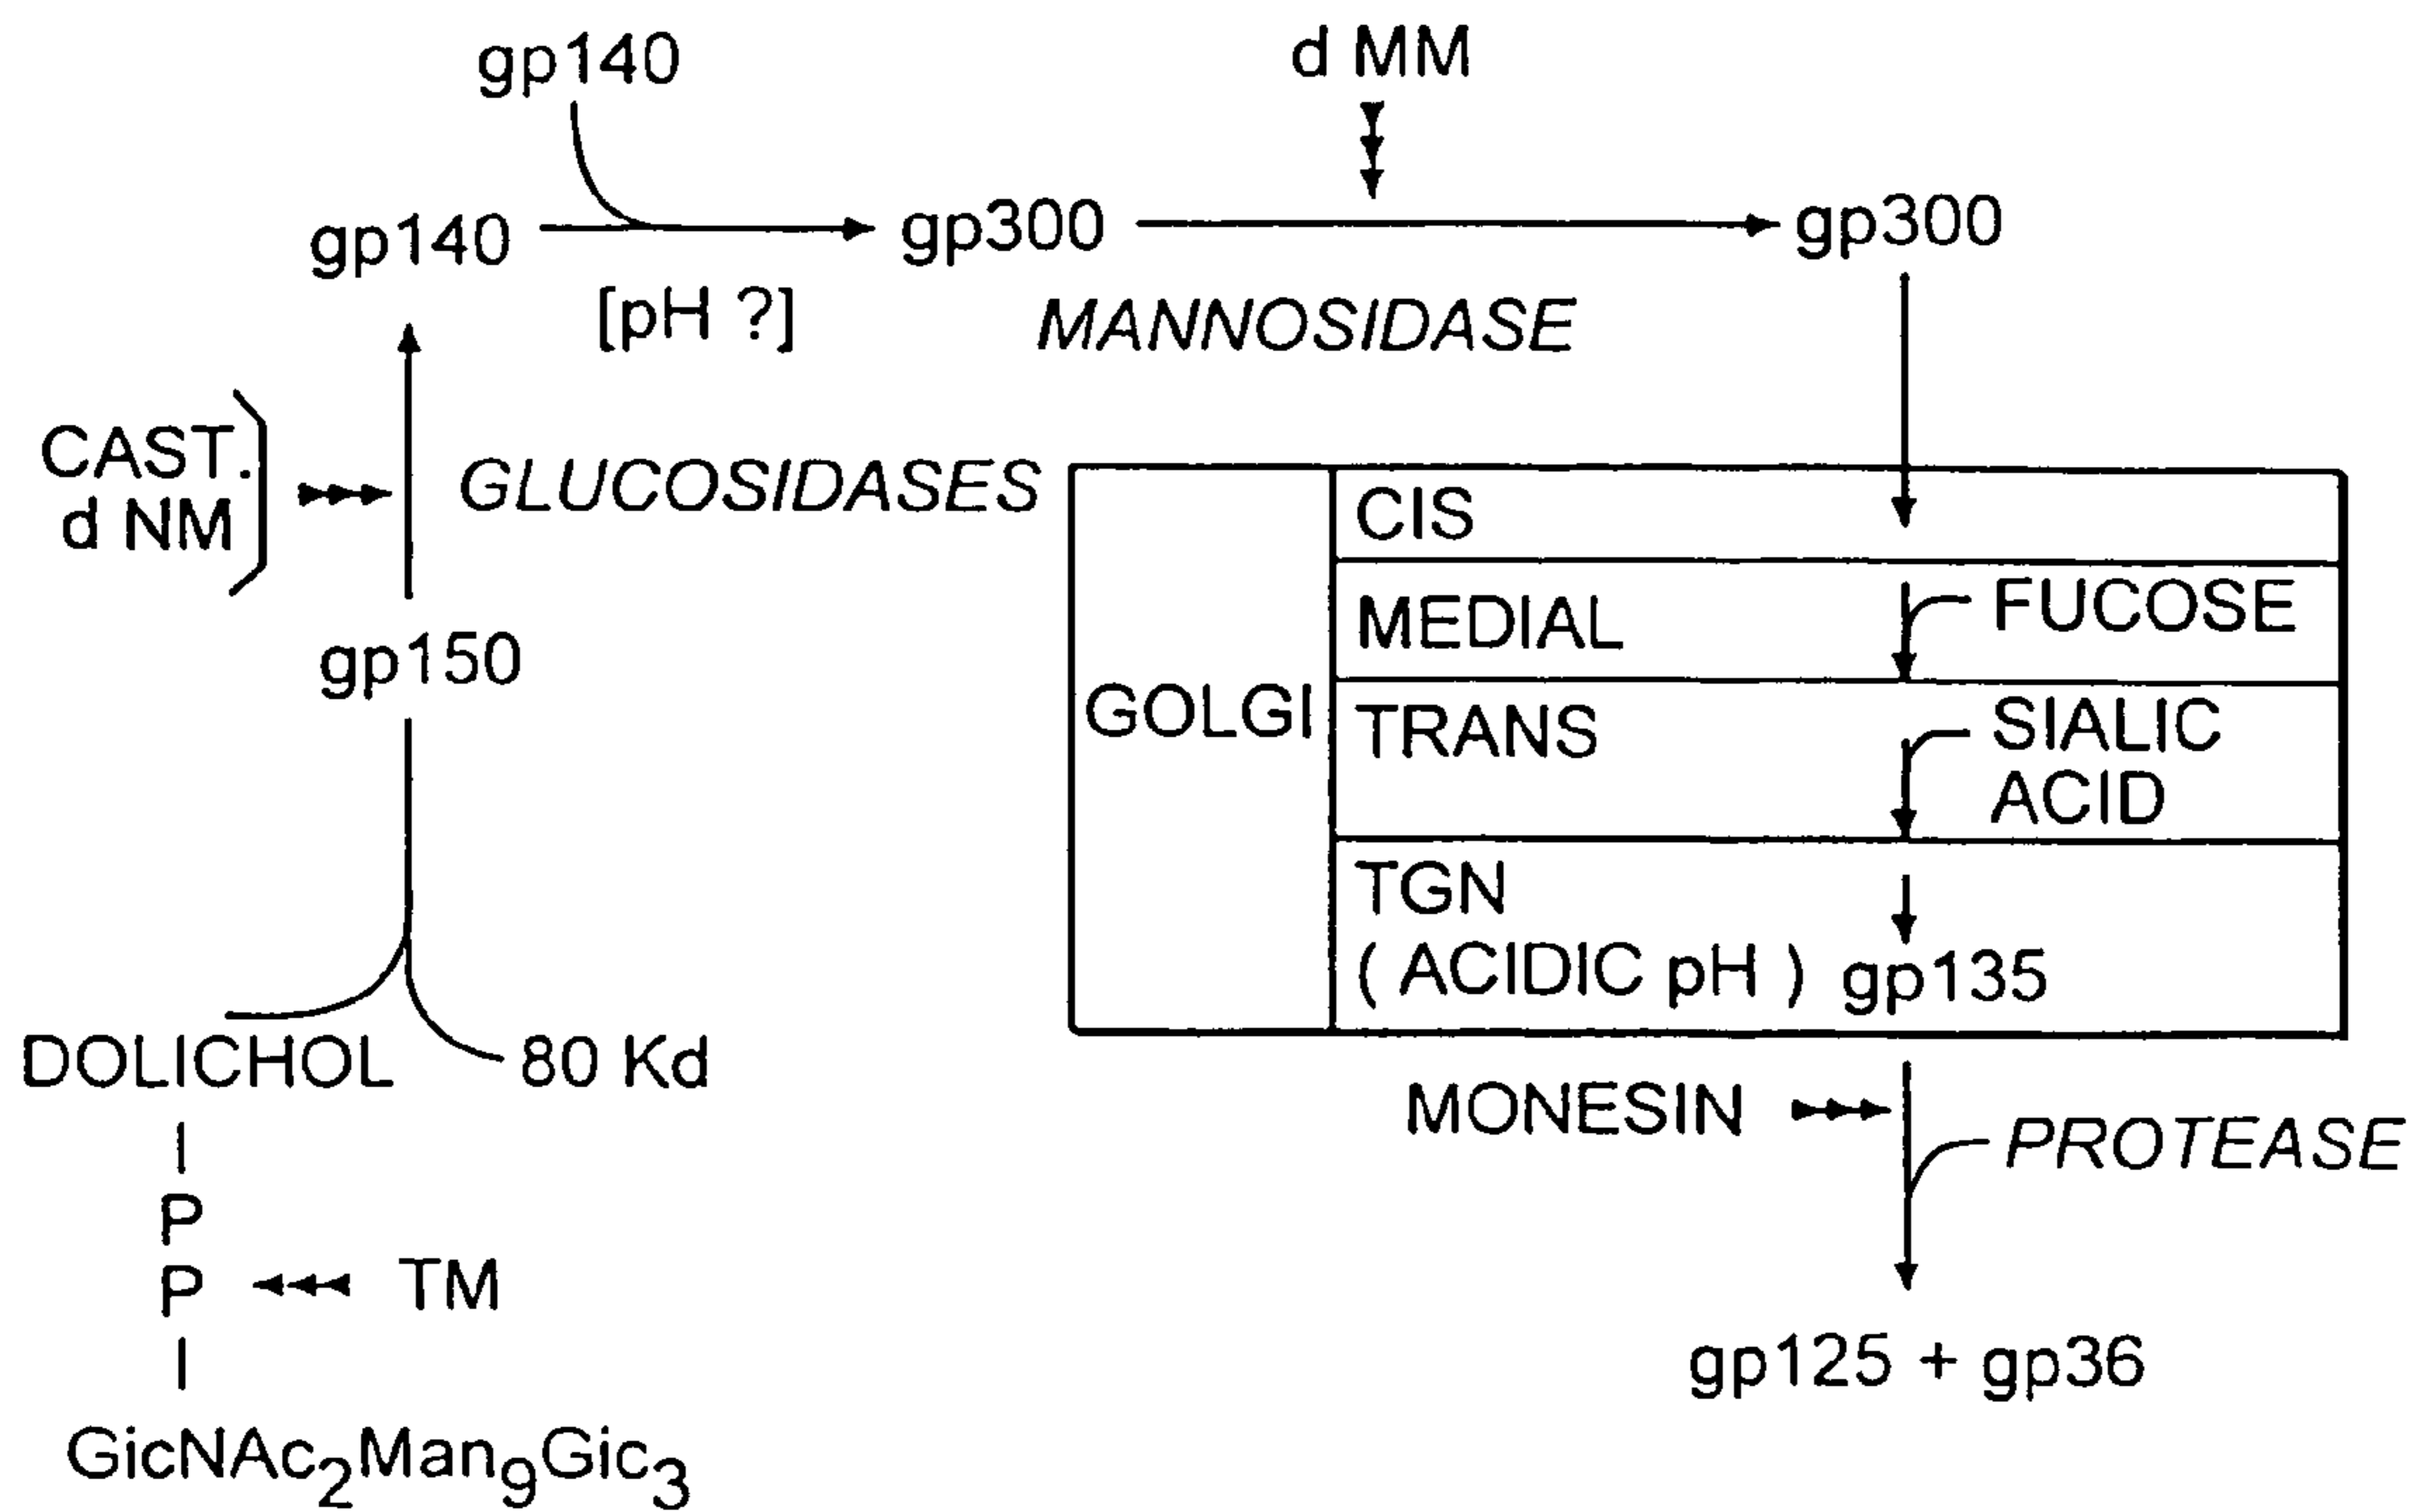 gp140
d MM
gp140
gp300
gp300
[pH ?]
MANNOSIDASE
CAST.
d NM
GLUCOSIDASES
gp150
DOLICHOL
80 Kd
P
P
TM
GicNAc₂Man₉Gic₃
GOLGI
CIS
MEDIAL
FUCOSE
TRANS
SIALIC
ACID
TGN
( ACIDIC pH )
gp135
MONESIN
PROTEASE
gp125 + gp36